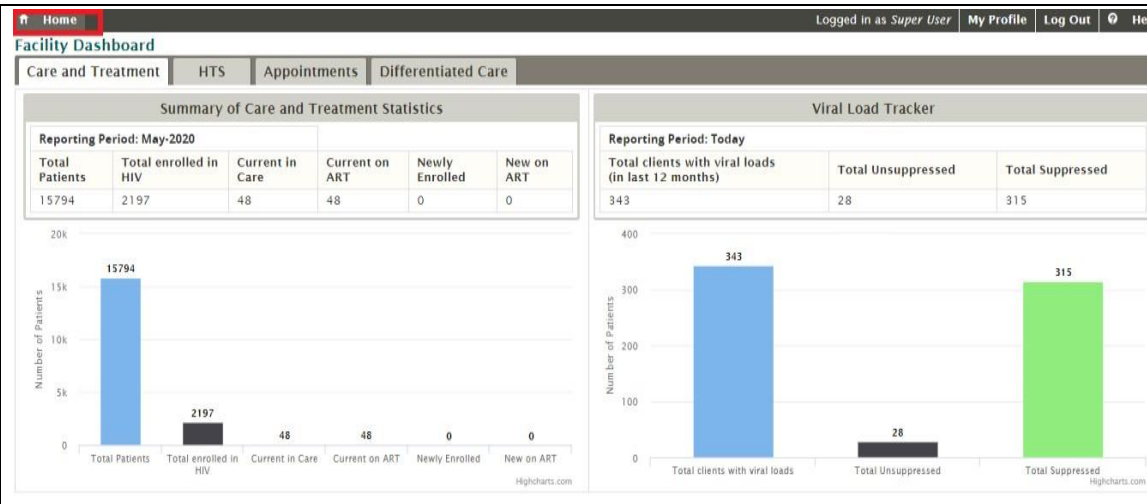 Home Logged in as Super User My Profile Log Out He
Facility Dashboard
Care and Treatment HTS Appointments Differentiated Care
Summary of Care and Treatment Statistics
Reporting Period: May-2020
Total Patients Total enrolled in HIV Current in Care Current on ART Newly Enrolled New on ART
15794 2197 48 48 0 0
20k
15k
10k
5k
0
Number of Patients
15794
2197
48
48
0
0
Total Patients Total enrolled in HIV Current in Care Current on ART Newly Enrolled New on ART
Highcharts.com
Viral Load Tracker
Reporting Period: Today
Total clients with viral loads (in last 12 months) Total Unsuppressed Total Suppressed
343 28 315
400
300
200
100
0
Number of Patients
343
28
315
Total clients with viral loads Total Unsuppressed Total Suppressed
Highcharts.com